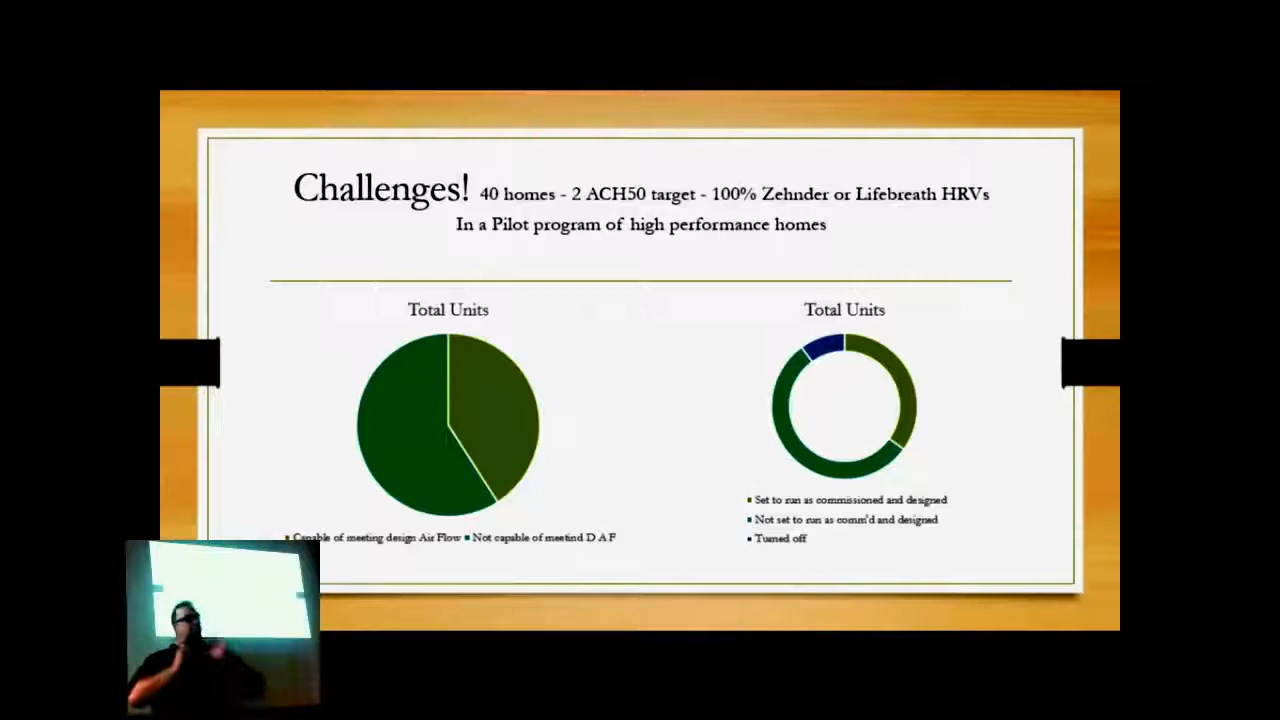 Challenges! 40 homes - 2 ACH50 target - 100% Zehnder or Lifebreath HRVs
In a Pilot program of high performance homes
Total Units
Capable of meeting design Air Flow Not capable of meetind D A F
Total Units
Set to run as commissioned and designed
Not set to run as comm'd and designed
Turned off